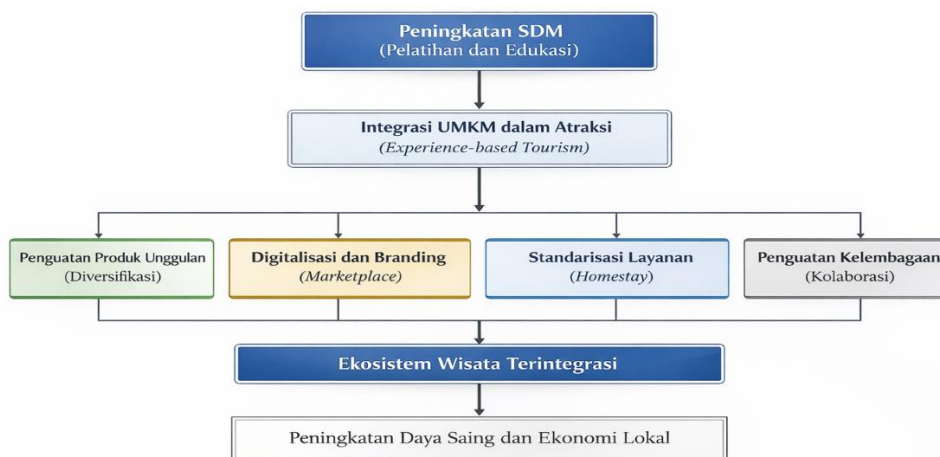 Peningkatan SDM
(Pelatihan dan Edukasi)
Integrasi UMKM dalam Atraksi
(Experience-based Tourism)
Penguatan Produk Unggulan
(Diversifikasi)
Digitalisasi dan Branding
(Marketplace)
Standarisasi Layanan
(Homestay)
Penguatan Kelembagaan
(Kolaborasi)
Ekosistem Wisata Terintegrasi
Peningkatan Daya Saing dan Ekonomi Lokal